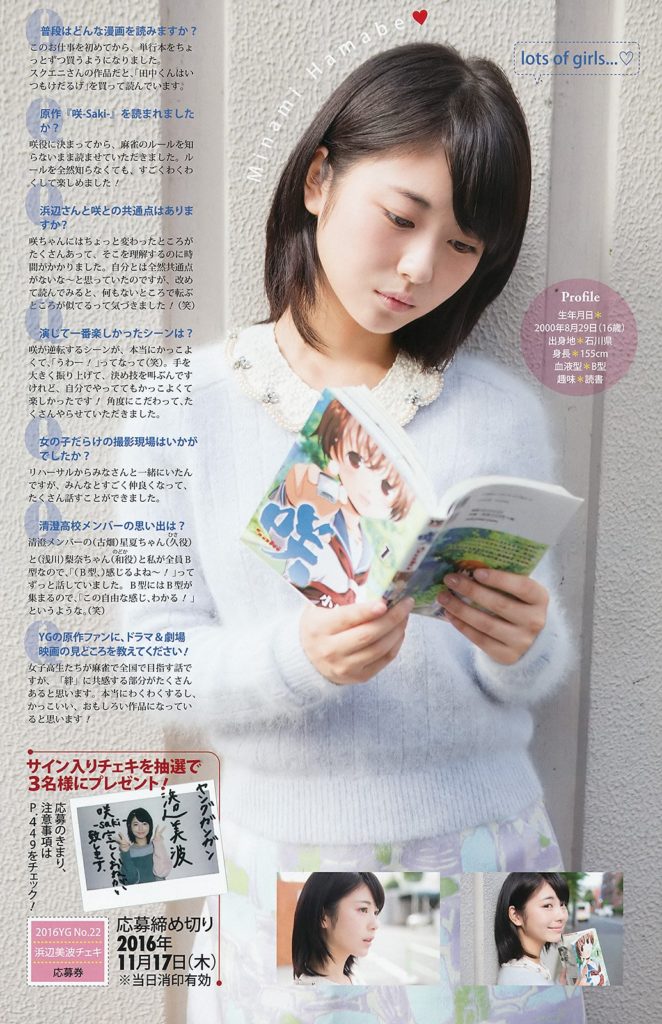 Minami Hamabe♥
lots of girls...♡
普段はどんな漫画を読みますか?
このお仕事を初めてから、単行本をちょ
っとずつ買うようになりました。
スクエニさんの作品だと、「田中くんはい
つもけだるげ」を買って読んでいます。
原作『咲-Saki-』を読まれました
か?
咲役に決まってから、麻雀のルールを知
らないまま読ませていただきました。ル
ールを全然知らなくても、すごくわくわ
くして楽しめました!
浜辺さんと咲との共通点はありま
すか?
咲ちゃんにはちょっと変わったところが
たくさんあって、そこを理解するのに時
間がかかりました。自分とは全然共通点
がないな〜と思っていたのですが、改め
て読んでみると、何もないところで転ぶ
ところが似てるって気づきました!(笑)
演じて一番楽しかったシーンは?
咲が逆転するシーンが、本当にかっこよ
くて、「うわー!」ってなって(笑)。手を
大きく振り上げて、決め技を叫ぶんです
けれど、自分でやっててもかっこよくて
楽しかったです! 角度にこだわって、た
くさんやらせていただきました。
女の子だらけの撮影現場はいかが
でしたか?
リハーサルからみなさんと一緒にいたん
ですが、みんなとすごく仲良くなって、
たくさん話すことができました。
清澄高校メンバーの思い出は?
清澄メンバーの(古畑)星夏ちゃん(久役)
ひさ
と(浅川)梨奈ちゃん(和役)と私が全員B
のどか
型なので、「(B型、)感じるよね〜!」って
ずっと話していました。B型にはB型が
集まるので、「この自由な感じ、わかる!」
というような。(笑)
YGの原作ファンに、ドラマ&劇場
映画の見どころを教えてください!
女子高生たちが麻雀で全国で目指す話で
すが、「絆」に共感する部分がたくさん
あると思います。本当にわくわくするし、
かっこいい、おもしろい作品になってい
ると思います!
Profile
生年月日＊
2000年8月29日(16歳)
出身地＊石川県
身長＊155cm
血液型＊B型
趣味＊読書
咲
1
サイン入りチェキを抽選で
3名様にプレゼント!
応募のきまり、
注意事項は
P.449をチェック!
ヤングガンガン
浜辺美波
咲-saki-
宜しくお願い
致します。
2016YG No.22
浜辺美波チェキ
応募券
応募締め切り
2016年
11月17日(木)
※当日消印有効